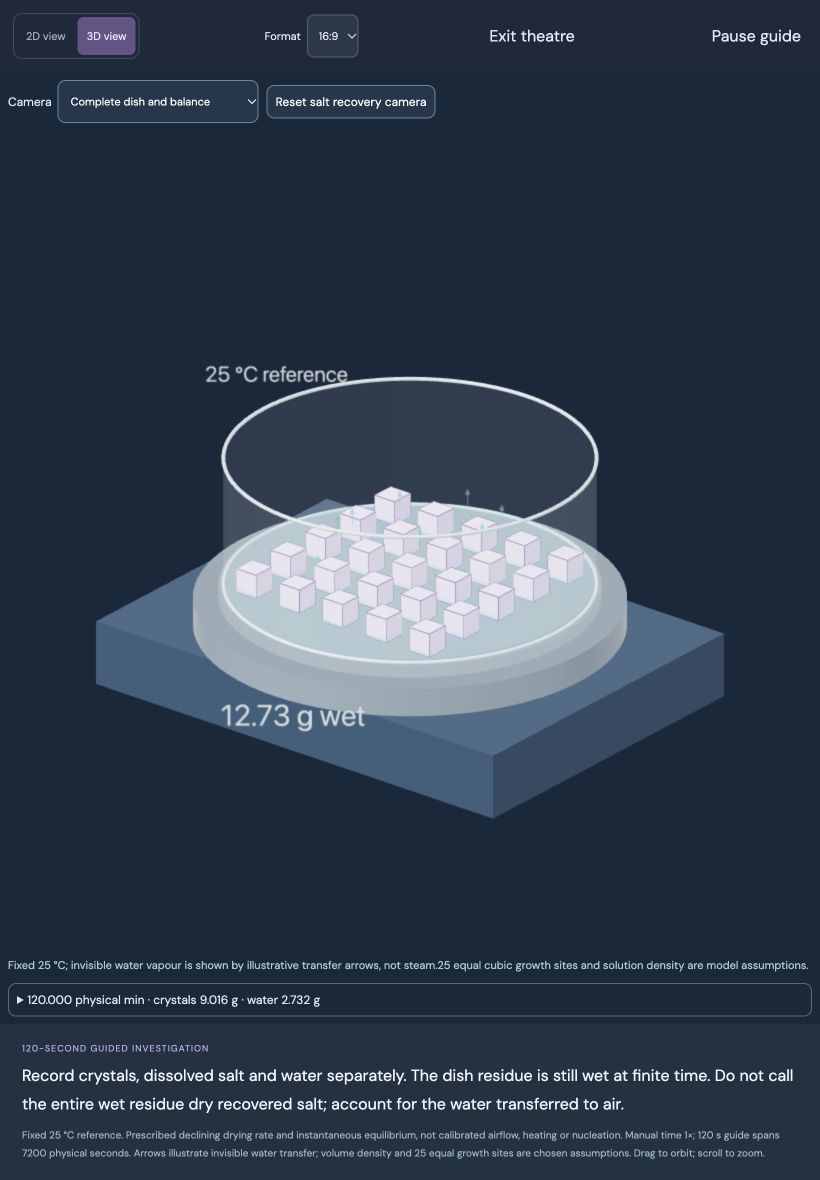 2D view 3D view Format 16:9 Exit theatre Pause guide
Camera Complete dish and balance Reset salt recovery camera
25 °C reference
12.73 g wet
Fixed 25 °C; invisible water vapour is shown by illustrative transfer arrows, not steam.25 equal cubic growth sites and solution density are model assumptions.
120.000 physical min · crystals 9.016 g · water 2.732 g
120-SECOND GUIDED INVESTIGATION
Record crystals, dissolved salt and water separately. The dish residue is still wet at finite time. Do not call
the entire wet residue dry recovered salt; account for the water transferred to air.
Fixed 25 °C reference. Prescribed declining drying rate and instantaneous equilibrium, not calibrated airflow, heating or nucleation. Manual time 1×; 120 s guide spans
7200 physical seconds. Arrows illustrate invisible water transfer; volume density and 25 equal growth sites are chosen assumptions. Drag to orbit; scroll to zoom.